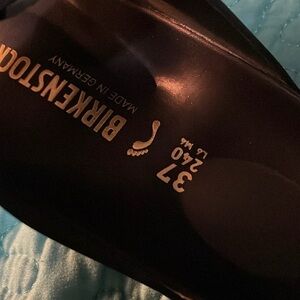 BIRKENSTOCK
MADE IN GERMANY
37
240
L6 M4